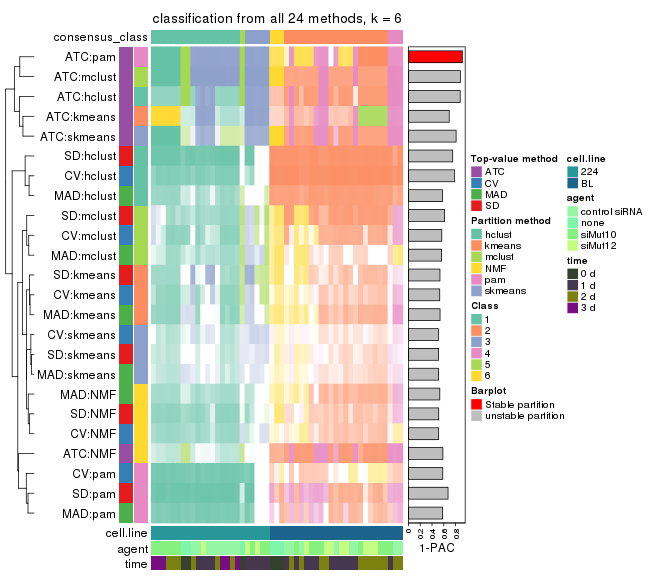 classification from all 24 methods, k = 6
consensus_class
ATC:pam
ATC:mclust
ATC:hclust
ATC:kmeans
ATC:skmeans
SD:hclust
CV:hclust
MAD:hclust
SD:mclust
CV:mclust
MAD:mclust
SD:kmeans
CV:kmeans
MAD:kmeans
CV:skmeans
SD:skmeans
MAD:skmeans
MAD:NMF
SD:NMF
CV:NMF
ATC:NMF
CV:pam
SD:pam
MAD:pam
cell.line
agent
time
0
0.2
0.4
0.6
0.8
1-PAC
Top-value method
ATC
CV
MAD
SD
Partition method
hclust
kmeans
mclust
NMF
pam
skmeans
Class
1
2
3
4
5
6
Barplot
Stable partition
unstable partition
cell.line
224
BL
agent
control siRNA
none
siMut10
siMut12
time
0 d
1 d
2 d
3 d